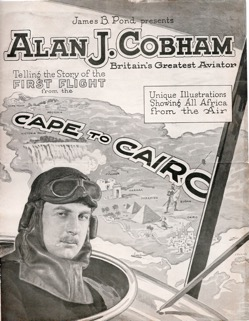 James B. Pond presents
ALAN J. COBHAM
Britain's Greatest Aviator
Telling the Story of the
FIRST FLIGHT
from the
Unique Illustrations
Showing All Africa
from the Air
CAPE TO CAIRO